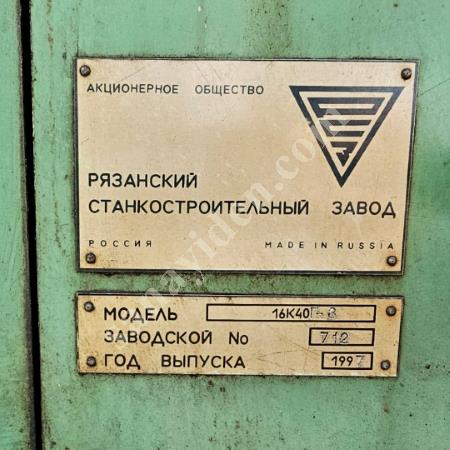 АКЦИОНЕРНОЕ ОБЩЕСТВО
РЯЗАНСКИЙ
СТАНКОСТРОИТЕЛЬНЫЙ ЗАВОД
РОССИЯ MADE IN RUSSIA
МОДЕЛЬ
ЗАВОДСКОЙ No 712
ГОД ВЫПУСКА 1997